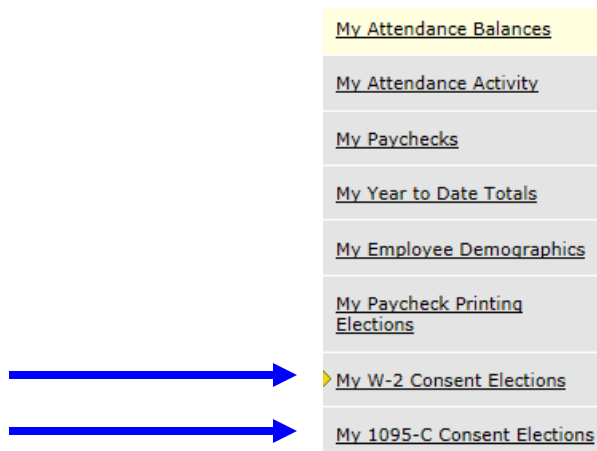 My Attendance Balances
My Attendance Activity
My Paychecks
My Year to Date Totals
My Employee Demographics
My Paycheck Printing
Elections
My W-2 Consent Elections
My 1095-C Consent Elections